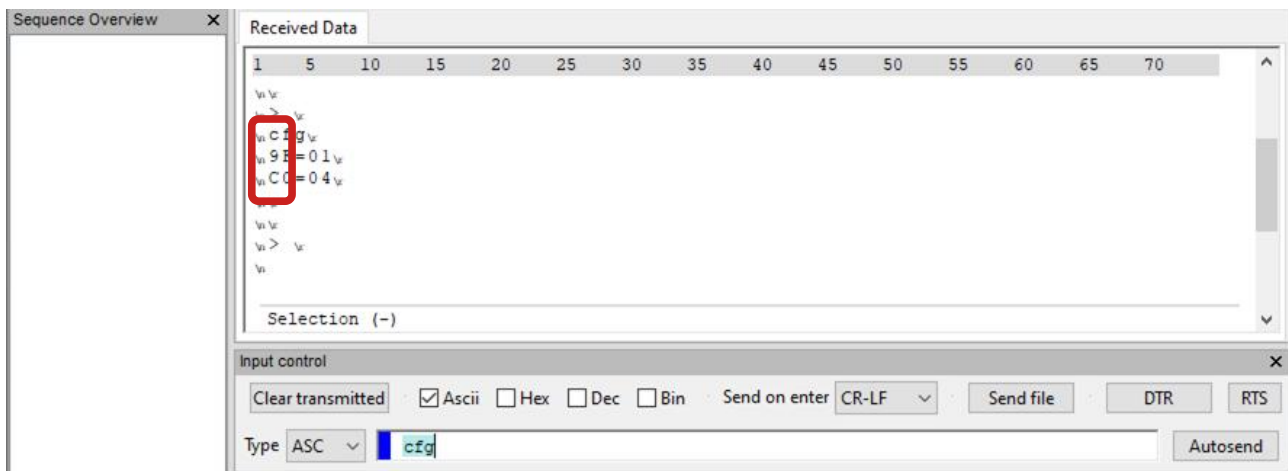 Sequence Overview X
Received Data
1 5 10 15 20 25 30 35 40 45 50 55 60 65 70
\n\r
> \r
\ncfg\r
\n9E=01\r
\nC0=04\r
\n\r
\n> \r
\n
Selection (-)
Input control X
Clear transmitted Ascii Hex Dec Bin Send on enter CR-LF Send file DTR RTS
Type ASC cfg Autosend